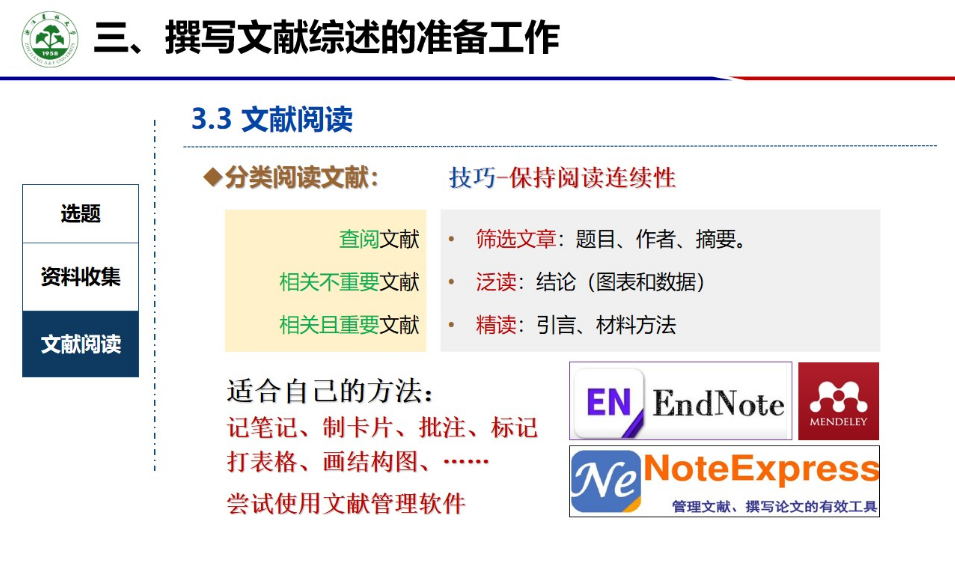 三、撰写文献综述的准备工作
1958
3.3 文献阅读
◆分类阅读文献：
技巧-保持阅读连续性
选题
资料收集
文献阅读
查阅文献
• 筛选文章：题目、作者、摘要。
相关不重要文献
• 泛读：结论（图表和数据）
相关且重要文献
• 精读：引言、材料方法
适合自己的方法：
记笔记、制卡片、批注、标记
打表格、画结构图、……
尝试使用文献管理软件
EN EndNote
MENDELEY
Ne NoteExpress
管理文献、撰写论文的有效工具